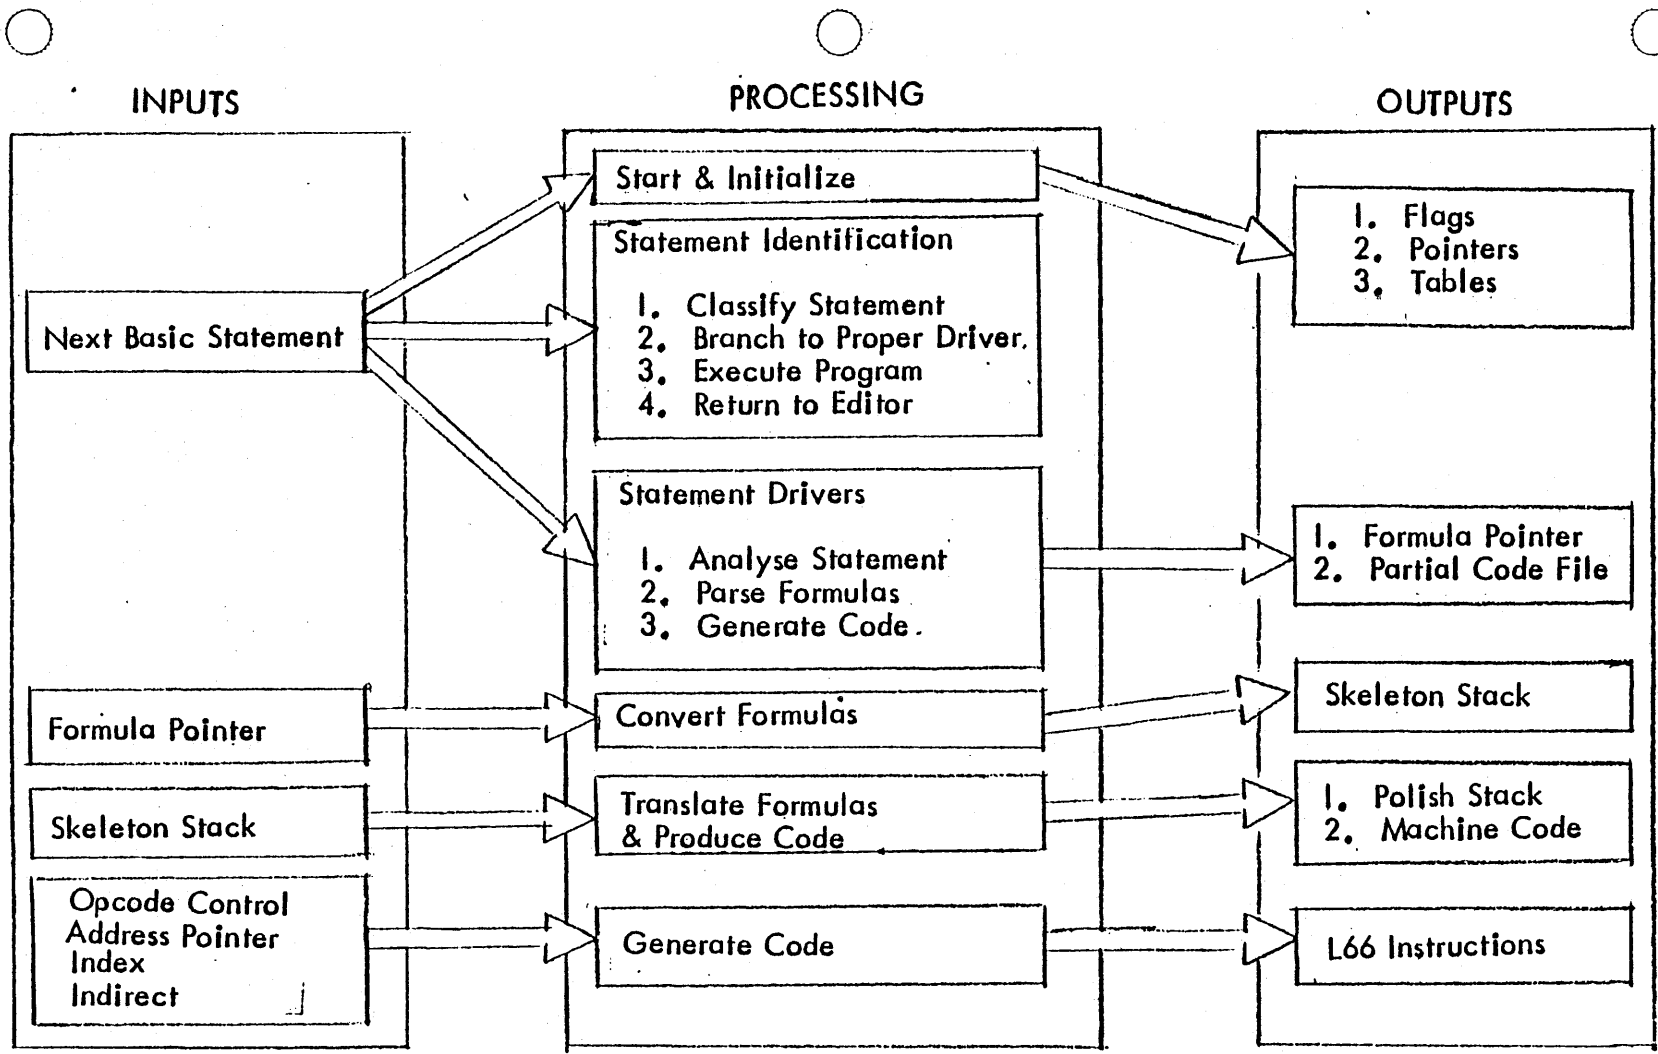 INPUTS
PROCESSING
OUTPUTS
Next Basic Statement
Formula Pointer
Skeleton Stack
Opcode Control
Address Pointer
Index
Indirect
Start & Initialize
Statement Identification
1. Classify Statement
2. Branch to Proper Driver.
3. Execute Program
4. Return to Editor
Statement Drivers
1. Analyse Statement
2. Parse Formulas
3. Generate Code.
Convert Formulas
Translate Formulas
& Produce Code
Generate Code
1. Flags
2. Pointers
3. Tables
1. Formula Pointer
2. Partial Code File
Skeleton Stack
1. Polish Stack
2. Machine Code
L66 Instructions